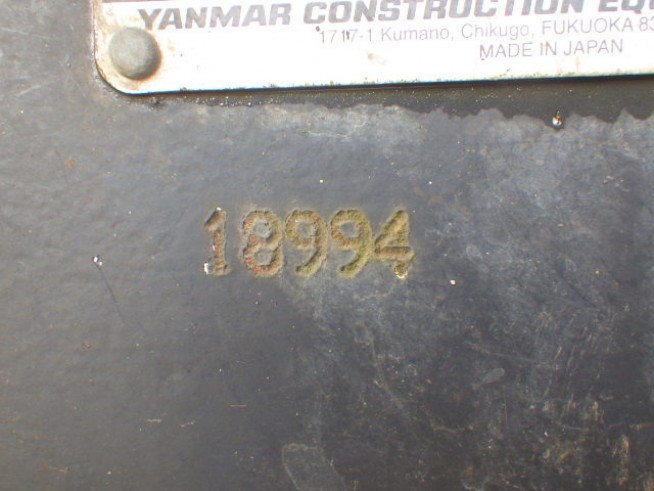 YANMAR CONSTRUCTION
1717-1 Kumano, Chikugo, FUKUOKA
MADE IN JAPAN
18994